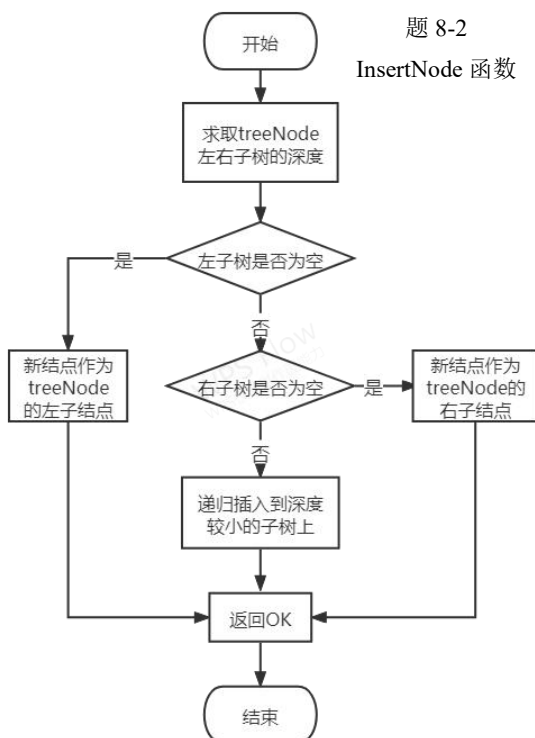 题 8-2
InsertNode 函数
开始
求取treeNode
左右子树的深度
左子树是否为空
是
否
新结点作为
treeNode
的左子结点
右子树是否为空
是
新结点作为
treeNode的
右子结点
否
递归插入到深度
较小的子树上
返回OK
结束